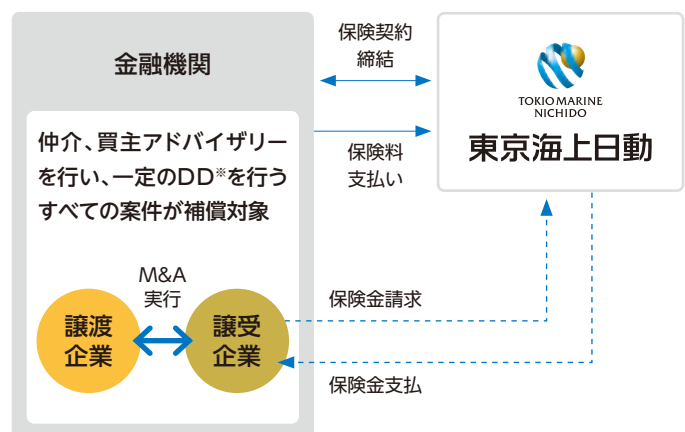 金融機関
仲介、買主アドバイザリー
を行い、一定のDD※を行う
すべての案件が補償対象
M&A
実行
譲渡
企業
譲受
企業
保険契約
締結
保険料
支払い
TOKIO MARINE
NICHIDO
東京海上日動
保険金請求
保険金支払